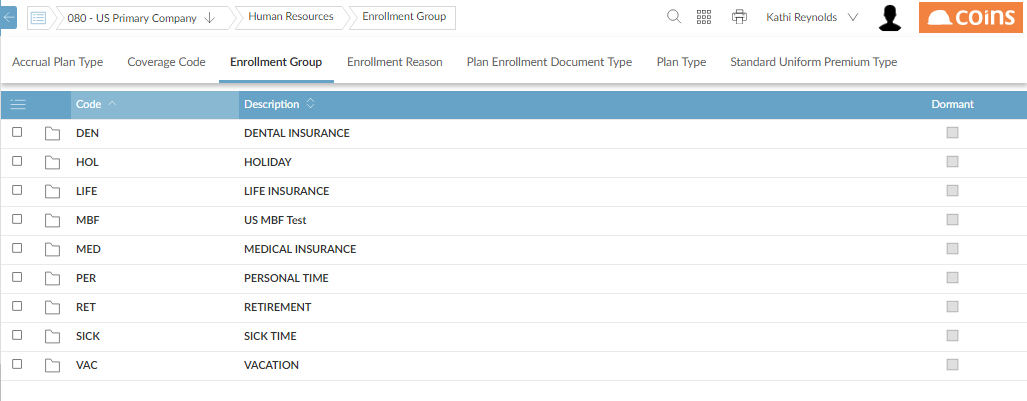 080 - US Primary Company Human Resources Enrollment Group Kathi Reynolds coins
Accrual Plan Type Coverage Code Enrollment Group Enrollment Reason Plan Enrollment Document Type Plan Type Standard Uniform Premium Type
Code Description Dormant
DEN DENTAL INSURANCE
HOL HOLIDAY
LIFE LIFE INSURANCE
MBF US MBF Test
MED MEDICAL INSURANCE
PER PERSONAL TIME
RET RETIREMENT
SICK SICK TIME
VAC VACATION